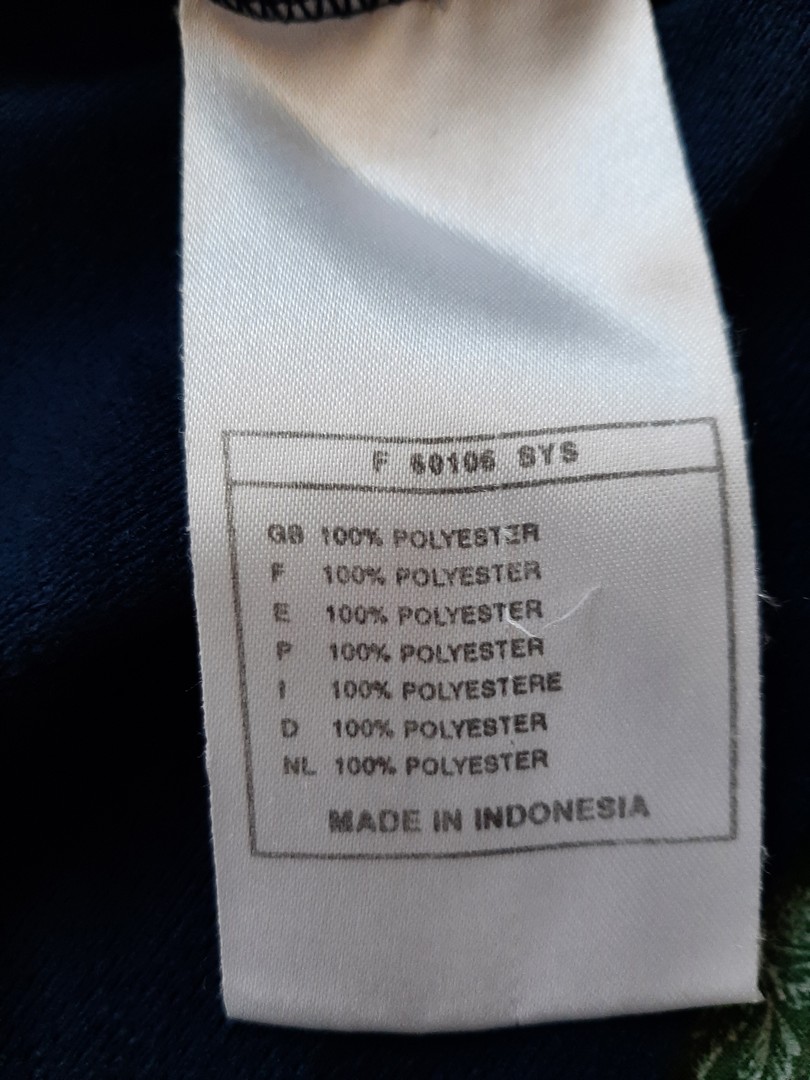 F 60106 SYS
GB 100% POLYESTER
F 100% POLYESTER
E 100% POLYESTER
P 100% POLYESTER
I 100% POLYESTERE
D 100% POLYESTER
NL 100% POLYESTER
MADE IN INDONESIA